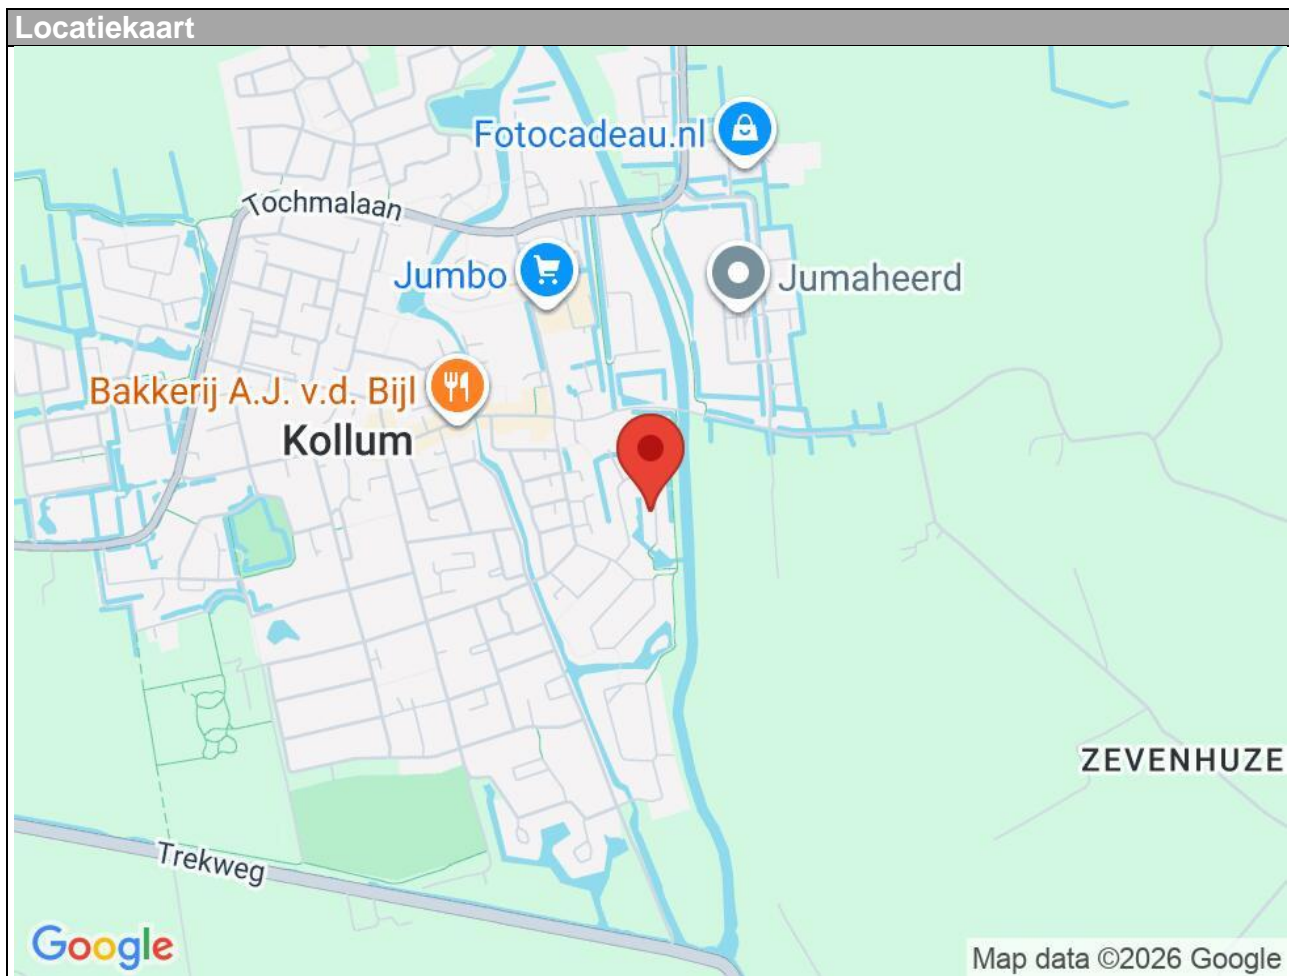 Locatiekaart
Fotocadeau.nl
Tochmalaan
Jumbo
Jumaheerd
Bakkerij A.J. v.d. Bijl
Kollum
ZEVENHUZE
Trekweg
Google
Map data ©2026 Google